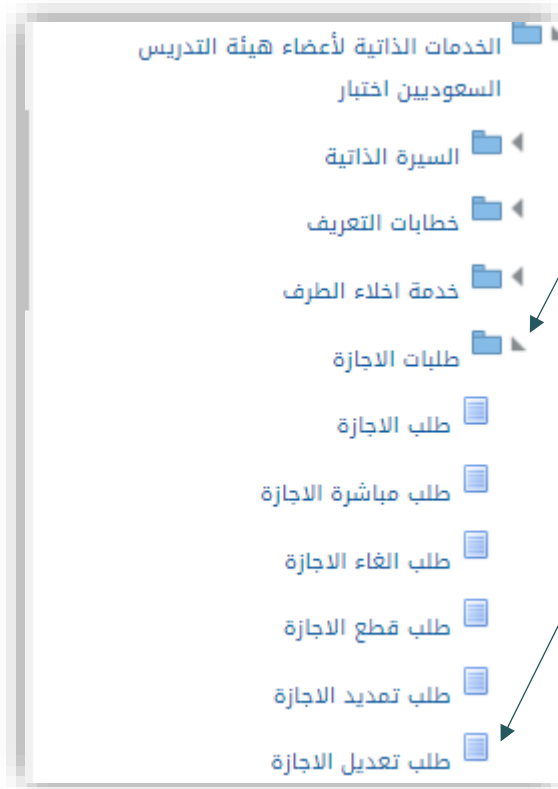 الخدمات الذاتية لأعضاء هيئة التدريس
السعوديين اختبار
السيرة الذاتية
خطابات التعريف
خدمة اخلاء الطرف
طلبات الاجازة
طلب الاجازة
طلب مباشرة الاجازة
طلب الغاء الاجازة
طلب قطع الاجازة
طلب تمديد الاجازة
طلب تعديل الاجازة